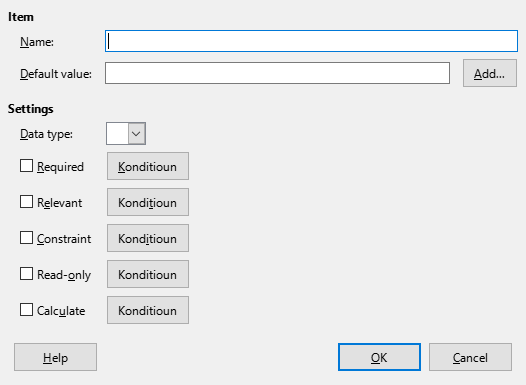 Item
Name:
Default value:
Add...
Settings
Data type:
Required Konditioun
Relevant Konditioun
Constraint Konditioun
Read-only Konditioun
Calculate Konditioun
Help OK Cancel